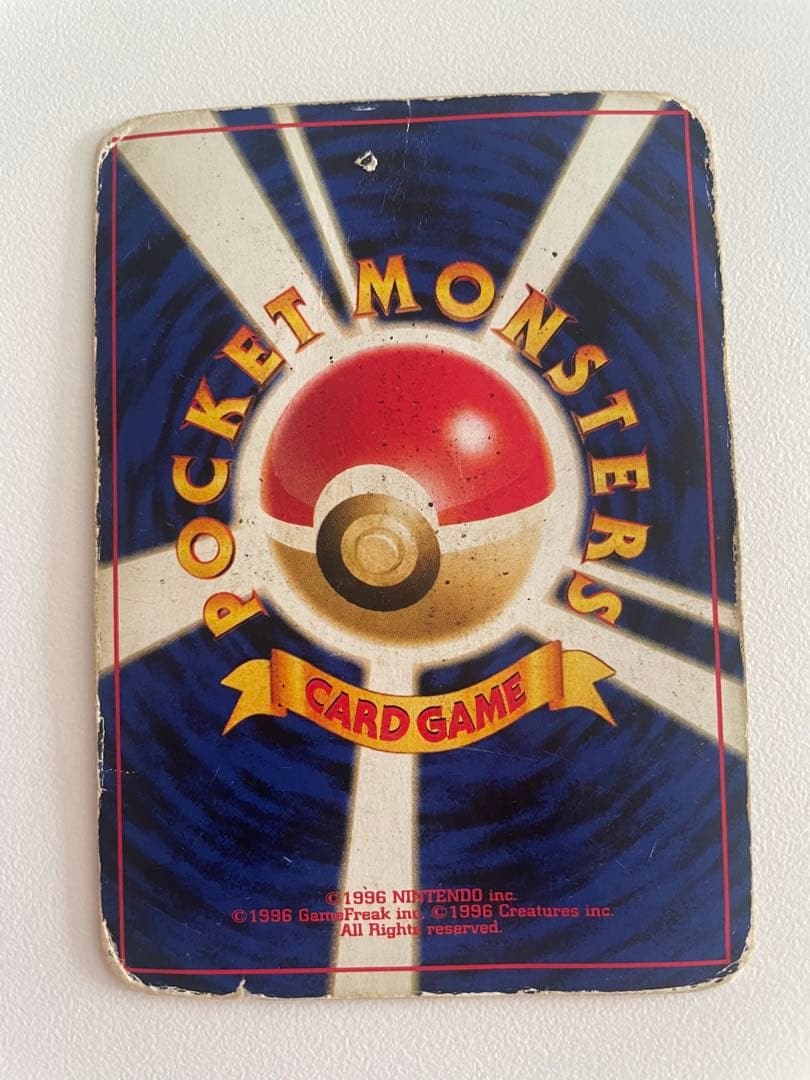 POCKET MONSTERS
CARD GAME
©1996 NINTENDO inc.
©1996 GameFreak inc. ©1996 Creatures inc.
All Rights reserved.